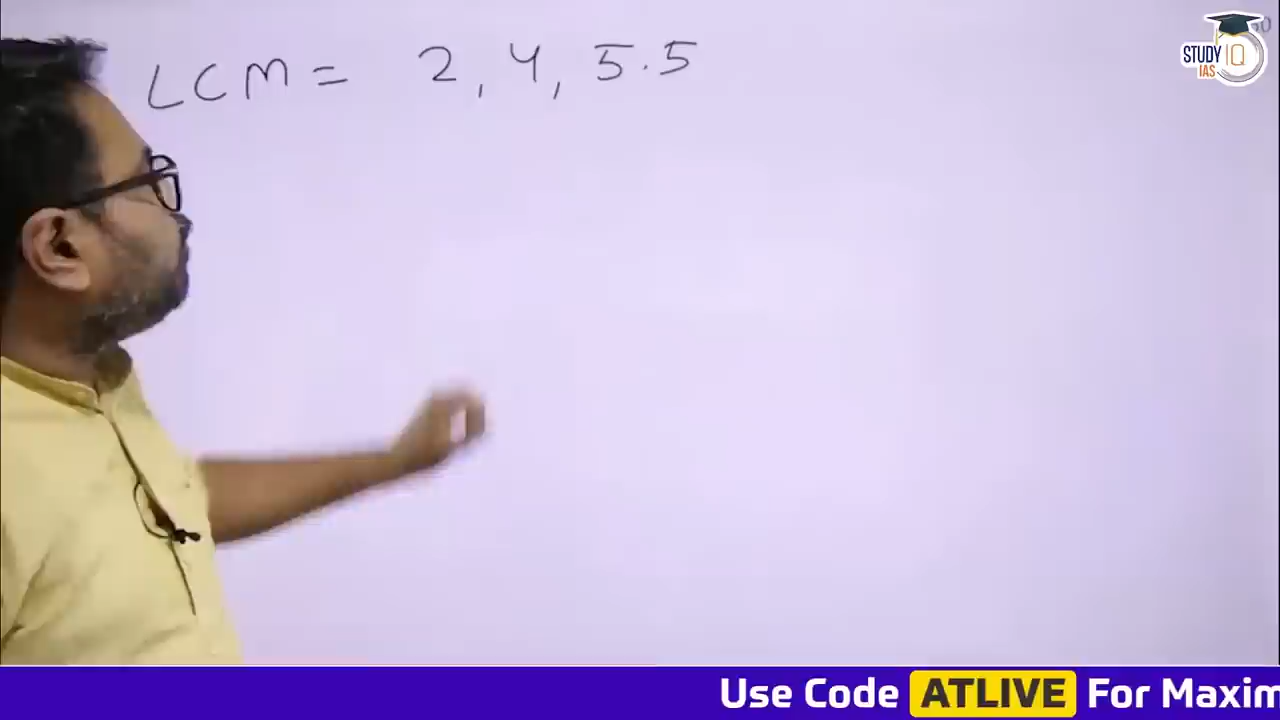 LCM = 2, 4, 5.5
STUDY IQ
IAS
Use Code ATLIVE For Maxim